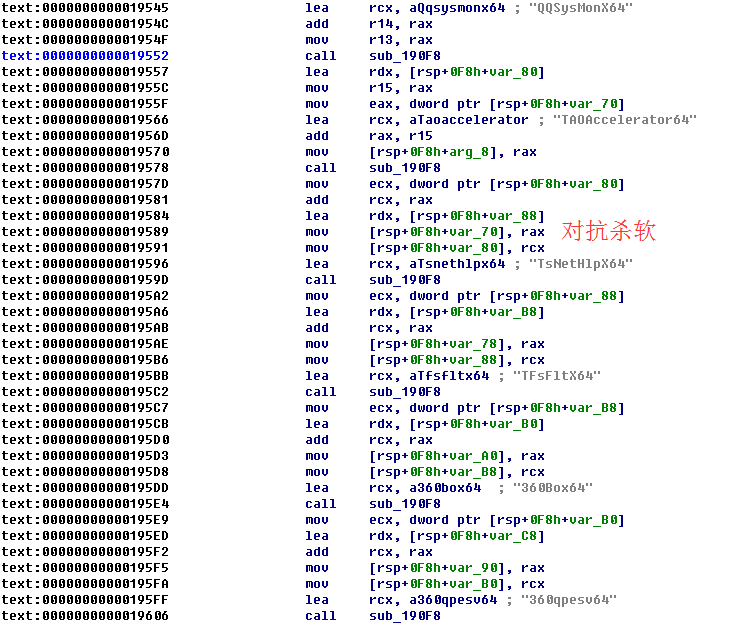 text:0000000000019545 lea rcx, aQqsysmonx64 ; "QQSysMonX64"
text:000000000001954C add r14, rax
text:000000000001954F mov r13, rax
text:0000000000019552 call sub_190F8
text:0000000000019557 lea rdx, [rsp+0F8h+var_80]
text:000000000001955C mov r15, rax
text:000000000001955F mov eax, dword ptr [rsp+0F8h+var_70]
text:0000000000019566 lea rcx, aTaoaccelerator ; "TAOAccelerator64"
text:000000000001956D add rax, r15
text:0000000000019570 mov [rsp+0F8h+arg_8], rax
text:0000000000019578 call sub_190F8
text:000000000001957D mov ecx, dword ptr [rsp+0F8h+var_80]
text:0000000000019581 add rcx, rax
text:0000000000019584 lea rdx, [rsp+0F8h+var_88]
text:0000000000019589 mov [rsp+0F8h+var_70], rax 对抗杀软
text:0000000000019591 mov [rsp+0F8h+var_80], rcx
text:0000000000019596 lea rcx, aTsnethlpx64 ; "TsNetHlpX64"
text:000000000001959D call sub_190F8
text:00000000000195A2 mov ecx, dword ptr [rsp+0F8h+var_88]
text:00000000000195A6 lea rdx, [rsp+0F8h+var_B8]
text:00000000000195AB add rcx, rax
text:00000000000195AE mov [rsp+0F8h+var_78], rax
text:00000000000195B6 mov [rsp+0F8h+var_88], rcx
text:00000000000195BB lea rcx, aTfsfltx64 ; "TFsFltX64"
text:00000000000195C2 call sub_190F8
text:00000000000195C7 mov ecx, dword ptr [rsp+0F8h+var_B8]
text:00000000000195CB lea rdx, [rsp+0F8h+var_B0]
text:00000000000195D0 add rcx, rax
text:00000000000195D3 mov [rsp+0F8h+var_A0], rax
text:00000000000195D8 mov [rsp+0F8h+var_B8], rcx
text:00000000000195DD lea rcx, a360box64 ; "360Box64"
text:00000000000195E4 call sub_190F8
text:00000000000195E9 mov ecx, dword ptr [rsp+0F8h+var_B0]
text:00000000000195ED lea rdx, [rsp+0F8h+var_C8]
text:00000000000195F2 add rcx, rax
text:00000000000195F5 mov [rsp+0F8h+var_90], rax
text:00000000000195FA mov [rsp+0F8h+var_B0], rcx
text:00000000000195FF lea rcx, a360qpesv64 ; "360qpesv64"
text:0000000000019606 call sub_190F8